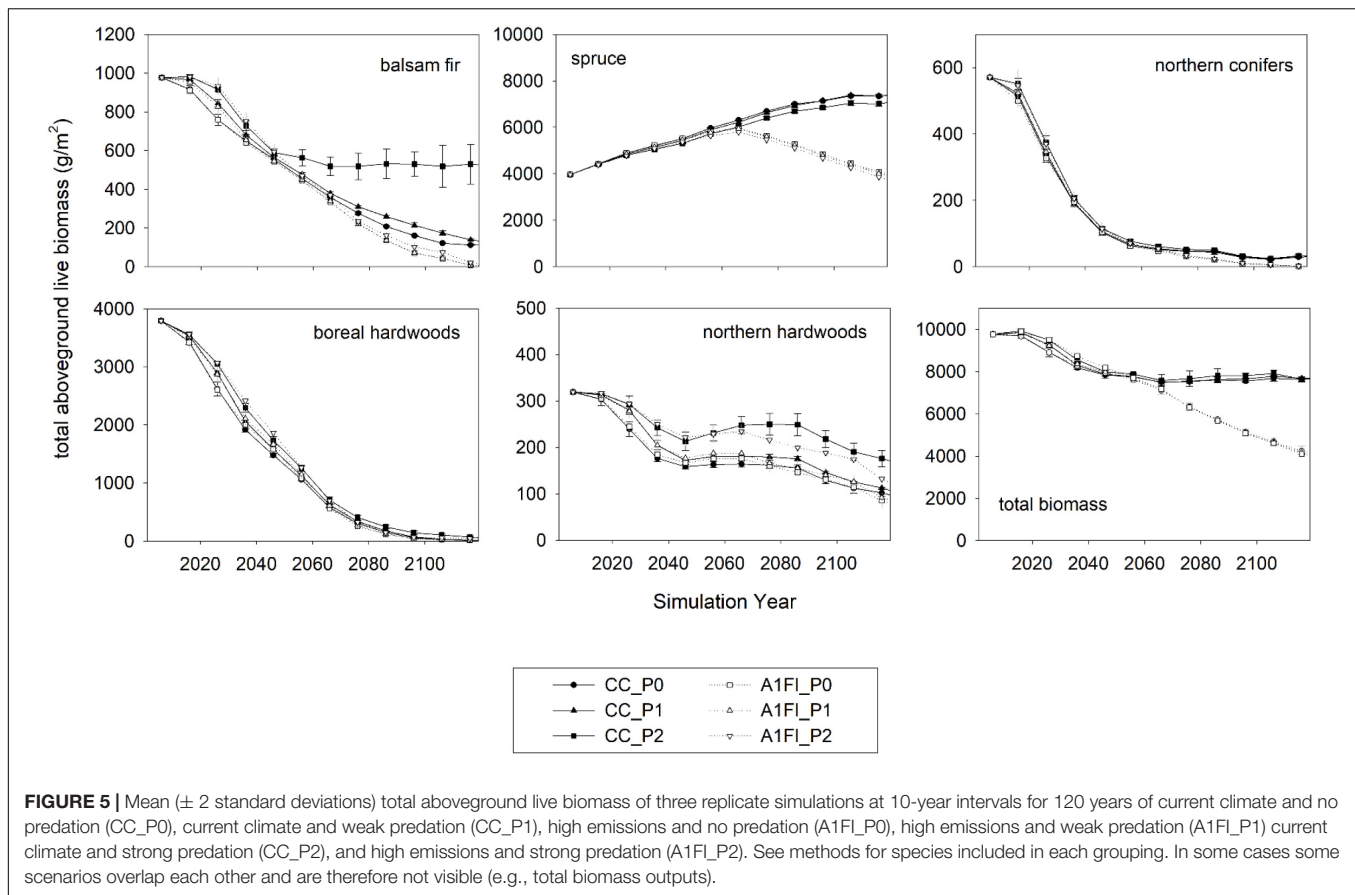 1200
1000
800
600
400
200
0
balsam fir
10000
8000
6000
4000
2000
0
spruce
600
400
200
0
northern conifers
total aboveground live biomass (g/m2)
4000
3000
2000
1000
0
boreal hardwoods
2020 2040 2060 2080 2100
500
400
300
200
100
0
northern hardwoods
2020 2040 2060 2080 2100
10000
8000
6000
4000
2000
0
total biomass
2020 2040 2060 2080 2100
Simulation Year
CC_P0 A1FI_P0
CC_P1 A1FI_P1
CC_P2 A1FI_P2
FIGURE 5 | Mean (± 2 standard deviations) total aboveground live biomass of three replicate simulations at 10-year intervals for 120 years of current climate and no
predation (CC_P0), current climate and weak predation (CC_P1), high emissions and no predation (A1FI_P0), high emissions and weak predation (A1FI_P1) current
climate and strong predation (CC_P2), and high emissions and strong predation (A1FI_P2). See methods for species included in each grouping. In some cases some
scenarios overlap each other and are therefore not visible (e.g., total biomass outputs).